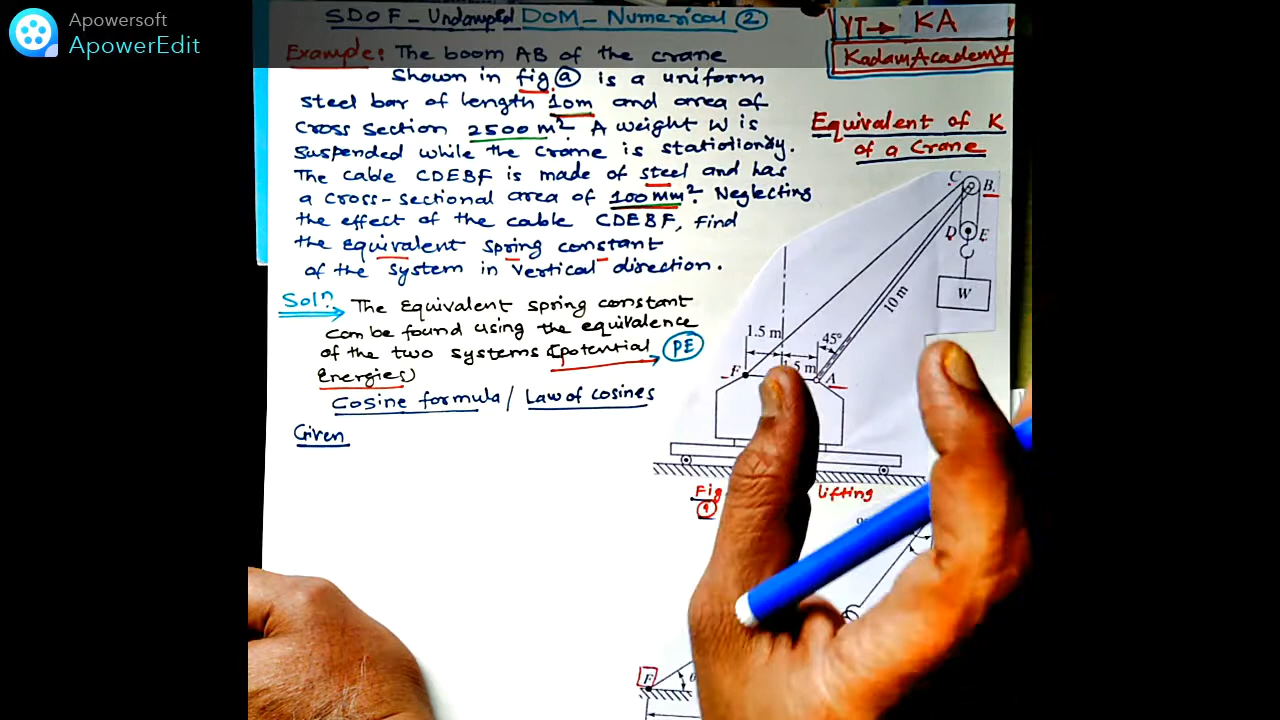 Apowersoft
ApowerEdit
SDOF - Undamped DOM - Numerical ②
YT → KA
Kadam Academy
Example: The boom AB of the crane
Shown in fig ⓐ is a uniform
steel bar of length 10m and area of
cross section 2500 m². A weight W is
suspended while the crame is stationary.
The cable CDEBF is made of steel and has
a cross-sectional area of 100 mm². Neglecting
the effect of the cable CDEBF, Find
the equivalent spring constant
of the system in vertical direction.
Soln → The Equivalent spring constant
can be found using the equivalence
of the two systems (potential → PE
Energies)
Cosine formula / Law of cosines
Given
Equivalent of K
of a Crane
C
B
D
E
W
10 m
1.5 m
45°
5 m
F
A
Fig
lifting
F
θ